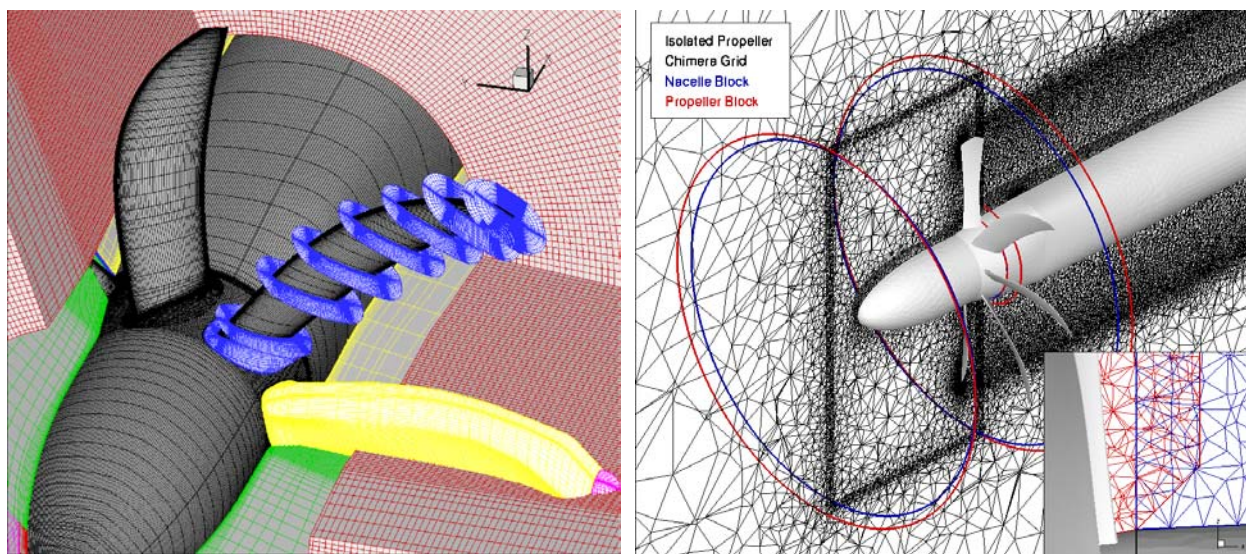 Z
Isolated Propeller
Chimera Grid
Nacelle Block
Propeller Block